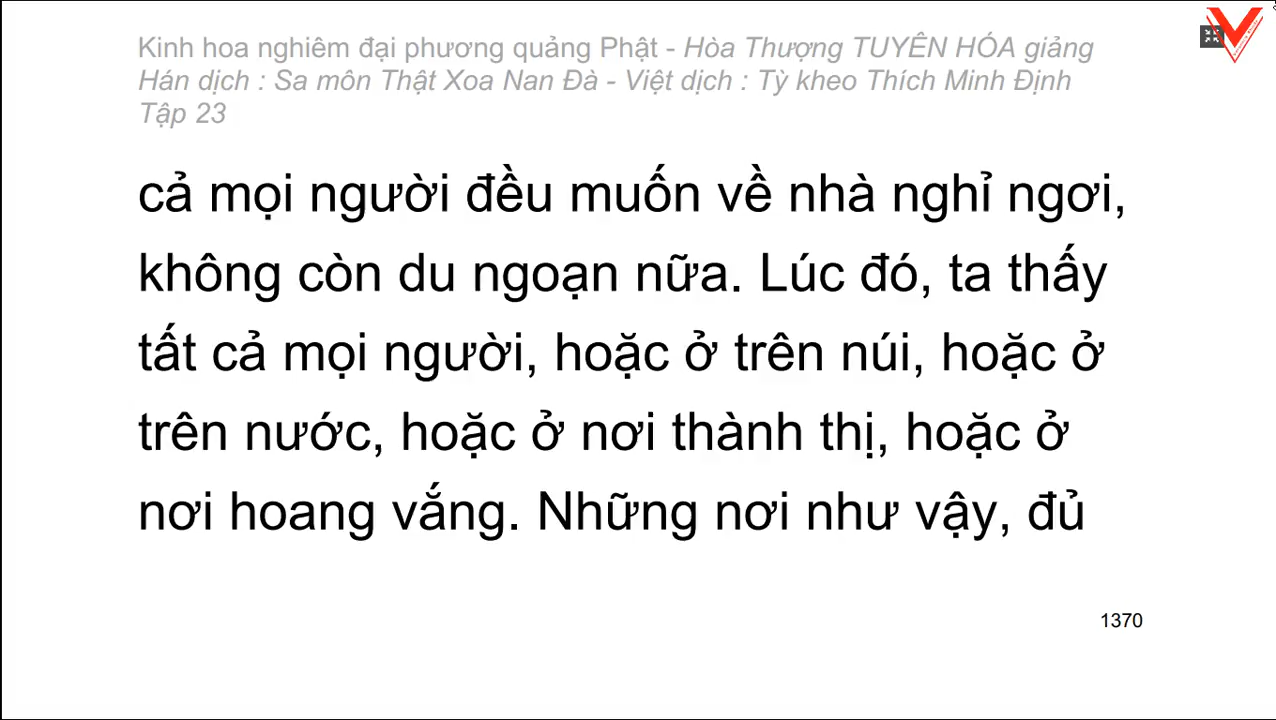 Kinh hoa nghiêm đại phương quảng Phật - Hòa Thượng TUYÊN HÓA giảng
Hán dịch : Sa môn Thật Xoa Nan Đà - Việt dịch : Tỳ kheo Thích Minh Định
Tập 23
cả mọi người đều muốn về nhà nghỉ ngơi,
không còn du ngoạn nữa. Lúc đó, ta thấy
tất cả mọi người, hoặc ở trên núi, hoặc ở
trên nước, hoặc ở nơi thành thị, hoặc ở
nơi hoang vắng. Những nơi như vậy, đủ
1370